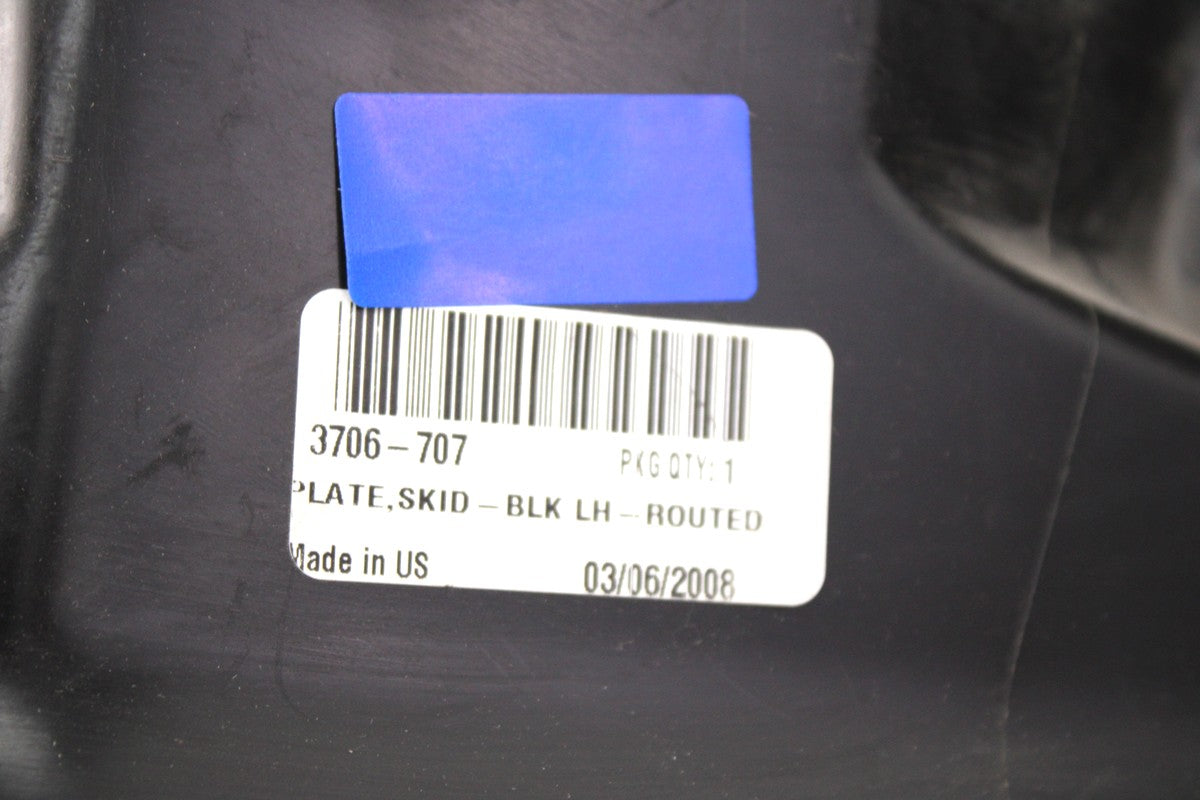 3706-707 PKG QTY: 1
PLATE,SKID-BLK LH-ROUTED
Made in US 03/06/2008